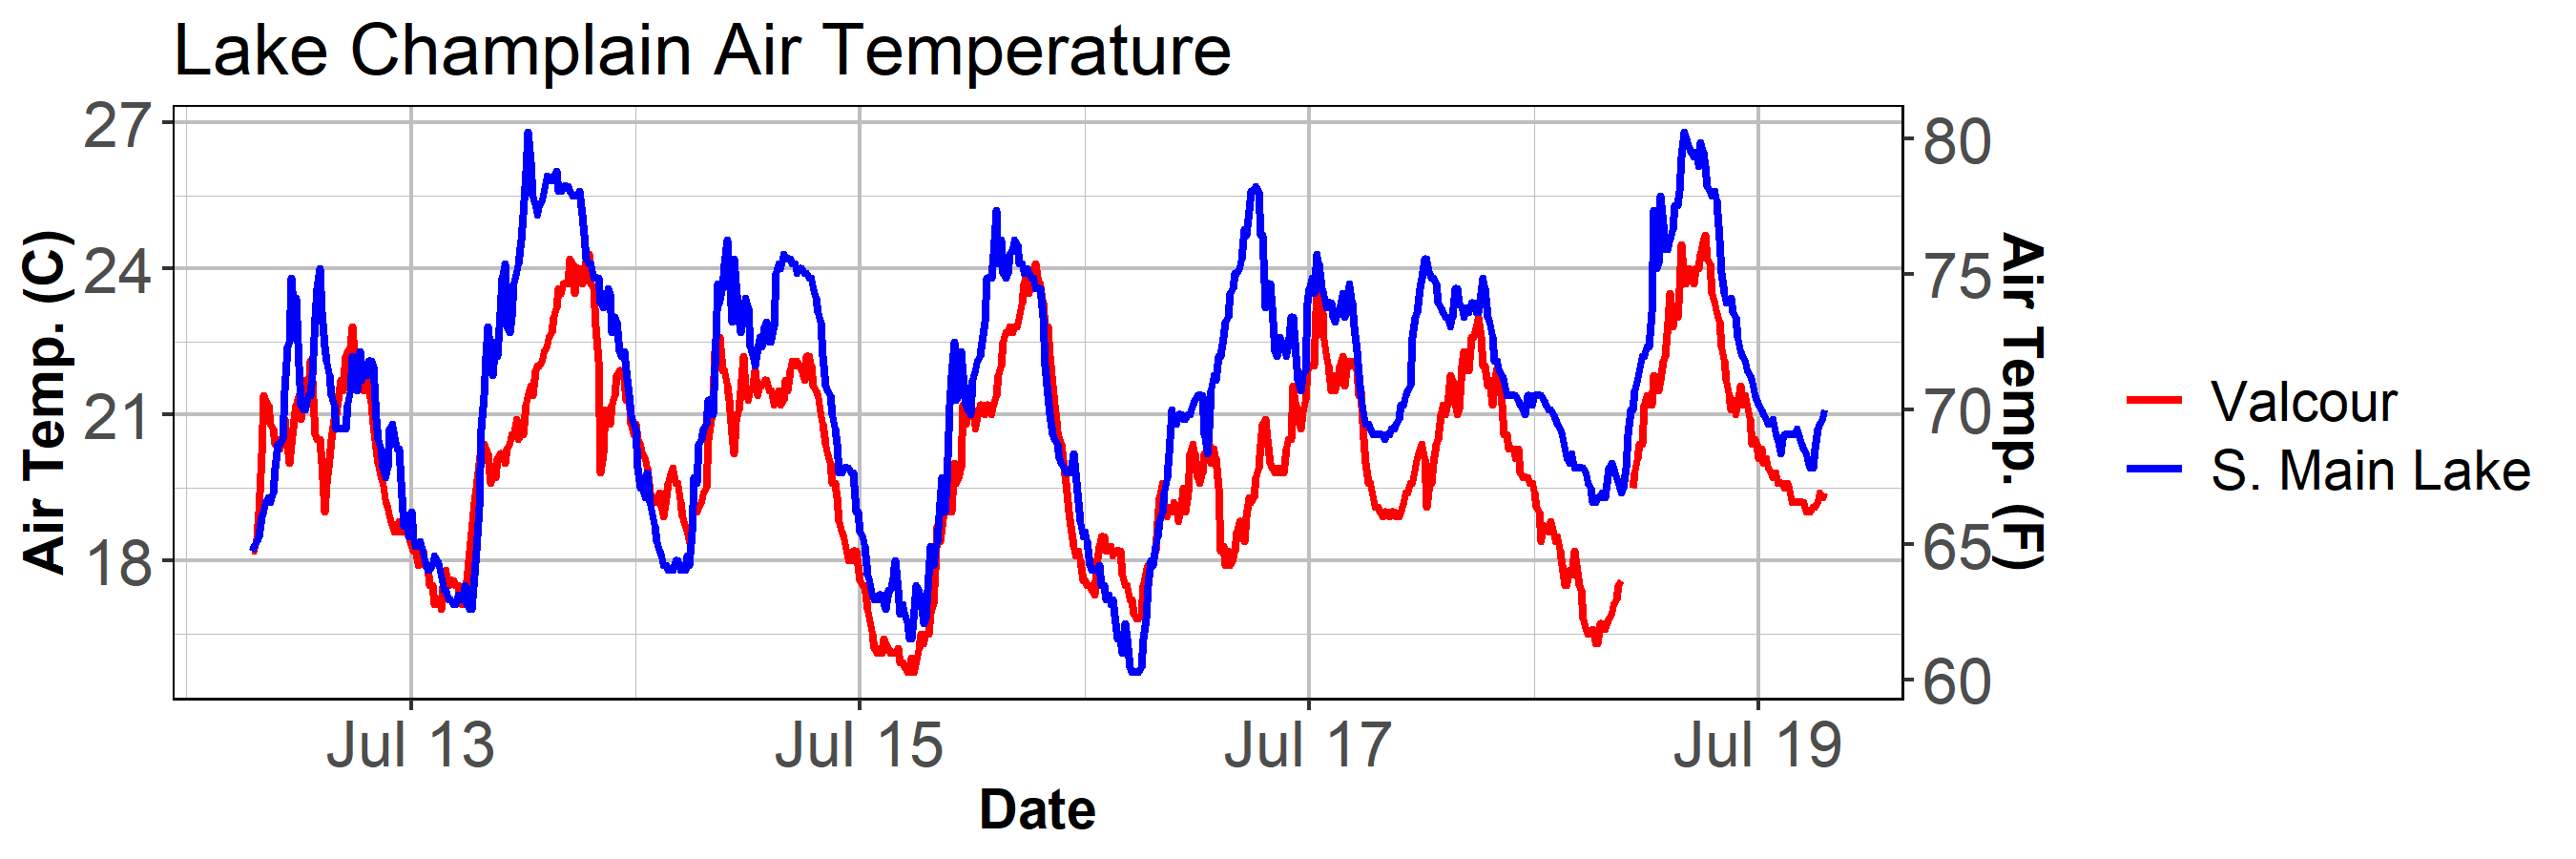 Lake Champlain Air Temperature
27
24
21
18
Air Temp. (C)
80
75
70
65
60
Air Temp. (F)
Jul 13
Jul 15
Jul 17
Jul 19
Date
Valcour
S. Main Lake